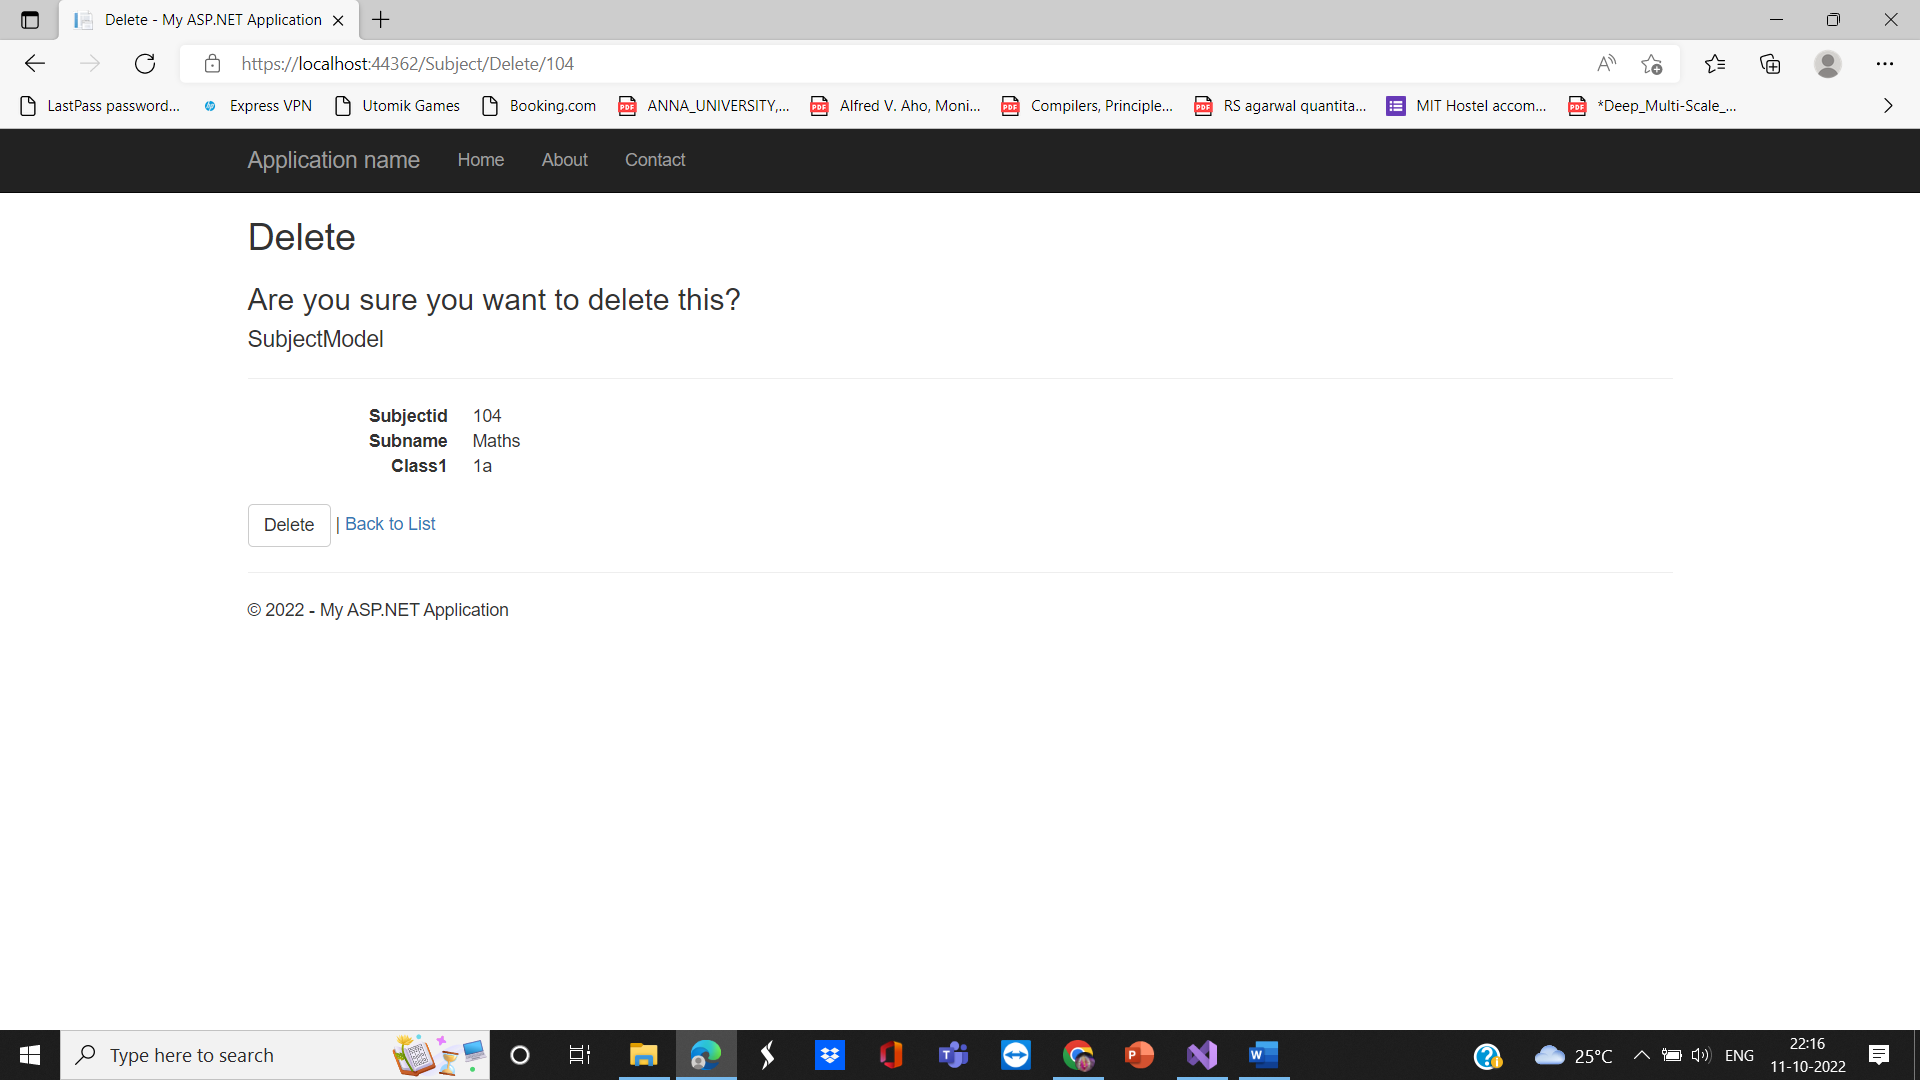 Delete - My ASP.NET Application
https://localhost:44362/Subject/Delete/104
LastPass password... Express VPN Utomik Games Booking.com ANNA_UNIVERSITY,... Alfred V. Aho, Moni... Compilers, Principle... RS agarwal quantita... MIT Hostel accom... *Deep_Multi-Scale_...
Application name Home About Contact
Delete
Are you sure you want to delete this?
SubjectModel
Subjectid 104
Subname Maths
Class1 1a
Delete | Back to List
© 2022 - My ASP.NET Application
Type here to search 25°C ENG 22:16
11-10-2022